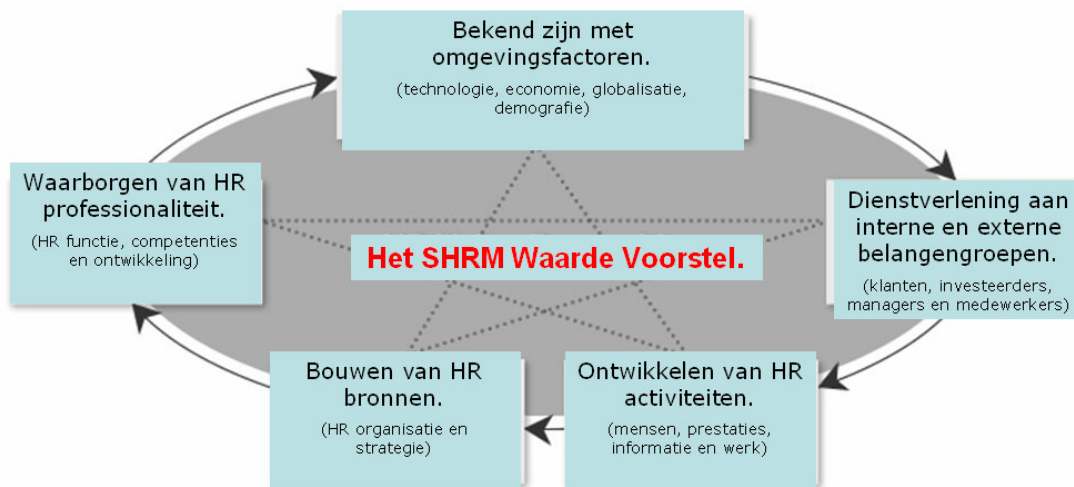 Bekend zijn met
omgevingsfactoren.
(technologie, economie, globalisatie,
demografie)
Waarborgen van HR
professionaliteit.
(HR functie, competenties
en ontwikkeling)
Dienstverlening aan
interne en externe
belangengroepen.
(klanten, investeerders,
managers en medewerkers)
Het SHRM Waarde Voorstel.
Bouwen van HR
bronnen.
(HR organisatie en
strategie)
Ontwikkelen van HR
activiteiten.
(mensen, prestaties,
informatie en werk)